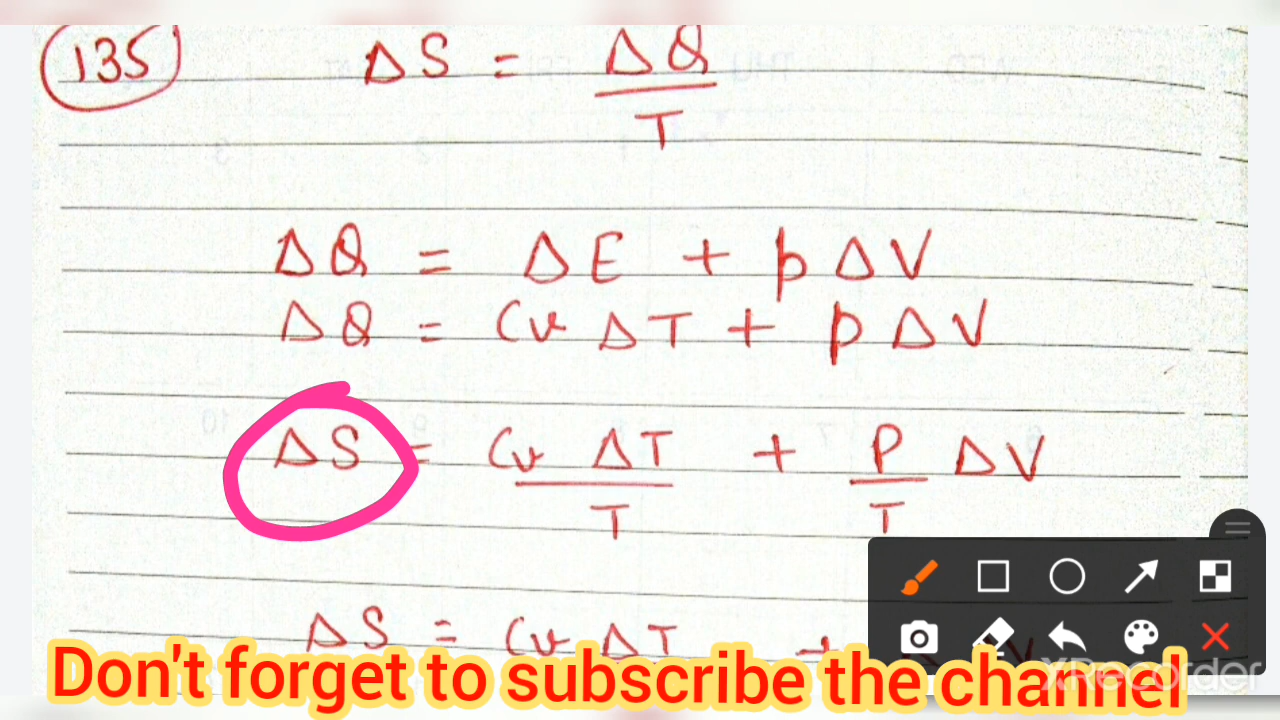 135
ΔS = ΔQ/T
ΔQ = ΔE + pΔV
ΔQ = Cv ΔT + pΔV
ΔS = Cv ΔT/T + P/T ΔV
ΔS = Cv ΔT +
Don't forget to subscribe the channel
XRecorder